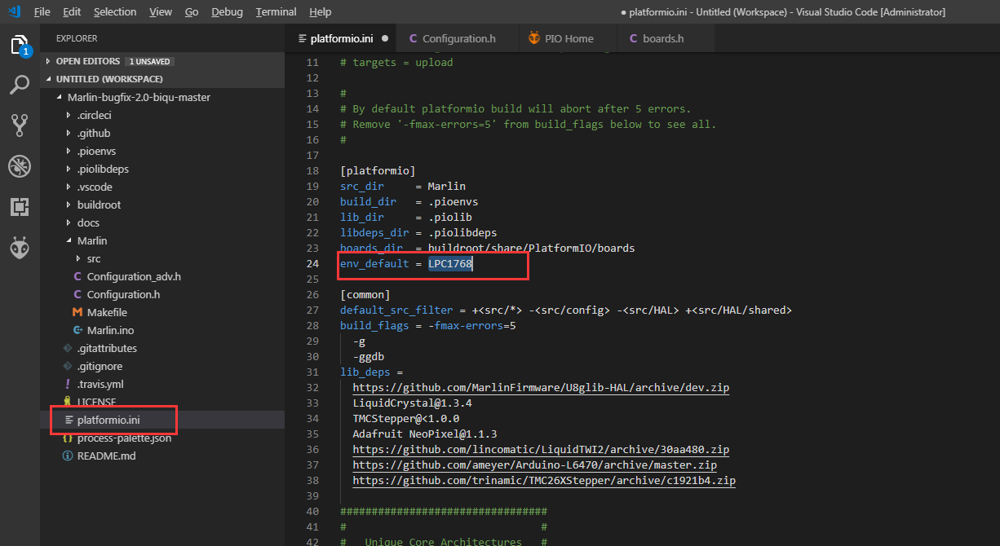 File Edit Selection View Go Debug Terminal Help ● platformio.ini - Untitled (Workspace) - Visual Studio Code [Administrator]
EXPLORER
1
OPEN EDITORS 1 UNSAVED
UNTITLED (WORKSPACE)
Marlin-bugfix-2.0-biqu-master
.circleci
.github
.pioenvs
.piolibdeps
.vscode
buildroot
docs
Marlin
src
Configuration_adv.h
Configuration.h
Makefile
Marlin.ino
.gitattributes
.gitignore
.travis.yml
LICENSE
platformio.ini
process-palette.json
README.md
platformio.ini ● Configuration.h PIO Home boards.h
11 # targets = upload
12
13 #
14 # By default platformio build will abort after 5 errors.
15 # Remove '-fmax-errors=5' from build_flags below to see all.
16 #
17
18 [platformio]
19 src_dir     = Marlin
20 build_dir   = .pioenvs
21 lib_dir     = .piolib
22 libdeps_dir = .piolibdeps
23 boards_dir  = buildroot/share/PlatformIO/boards
24 env_default = LPC1768
25
26 [common]
27 default_src_filter = +<src/*> -<src/config> -<src/HAL> +<src/HAL/shared>
28 build_flags = -fmax-errors=5
29   -g
30   -ggdb
31 lib_deps =
32   https://github.com/MarlinFirmware/U8glib-HAL/archive/dev.zip
33   LiquidCrystal@1.3.4
34   TMCStepper@<1.0.0
35   Adafruit NeoPixel@1.1.3
36   https://github.com/lincomatic/LiquidTWI2/archive/30aa480.zip
37   https://github.com/ameyer/Arduino-L6470/archive/master.zip
38   https://github.com/trinamic/TMC26XStepper/archive/c1921b4.zip
39
40 #################################
41 #                               #
42 #   Unique Core Architectures   #